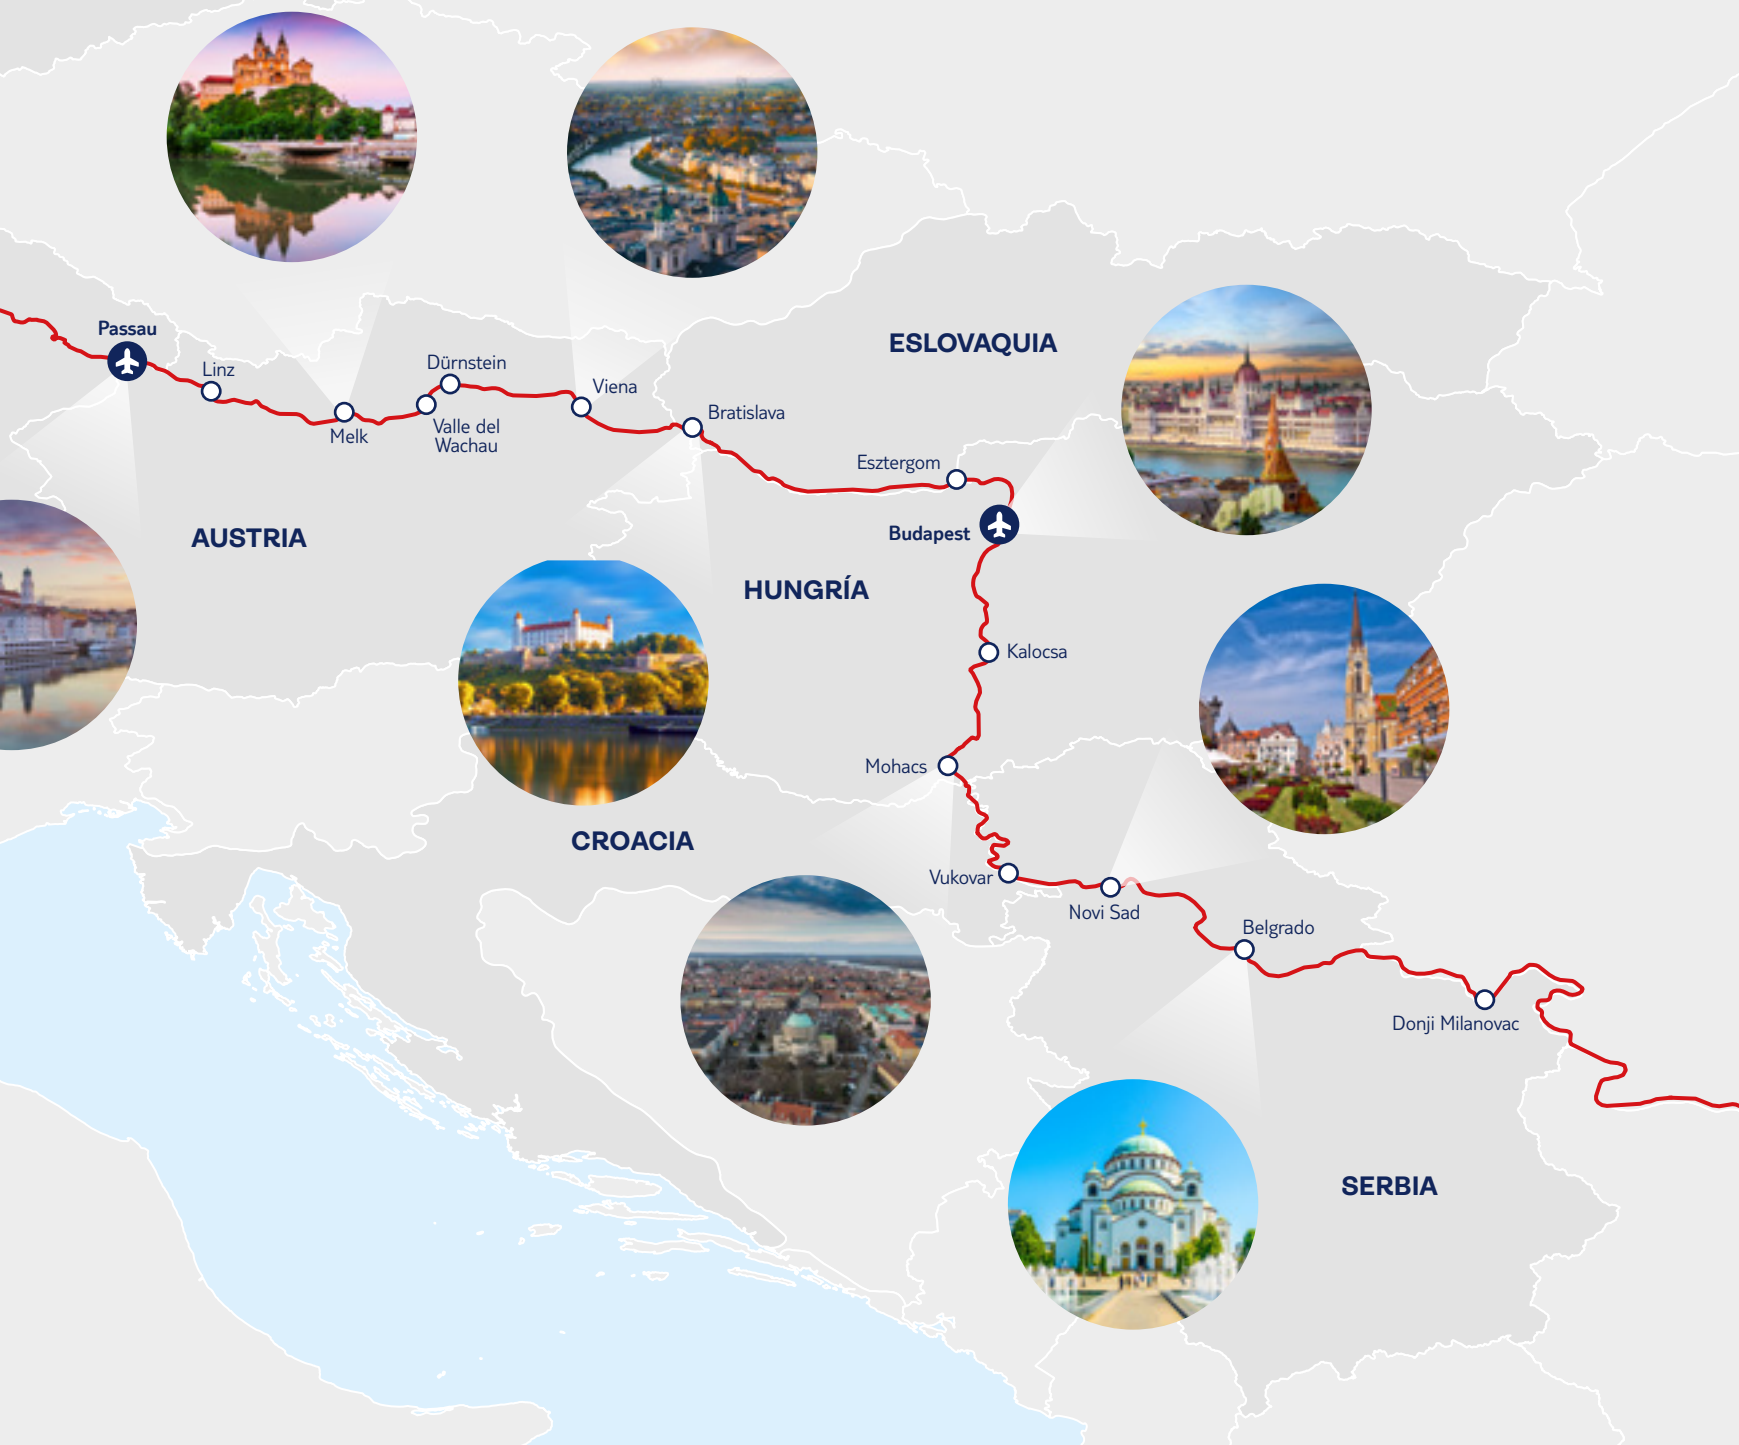 Passau
Linz
Melk
Dürnstein
Valle del
Wachau
Viena
Bratislava
ESLOVAQUIA
Esztergom
Budapest
AUSTRIA
HUNGRÍA
Kalocsa
Mohacs
CROACIA
Vukovar
Novi Sad
Belgrado
Donji Milanovac
SERBIA